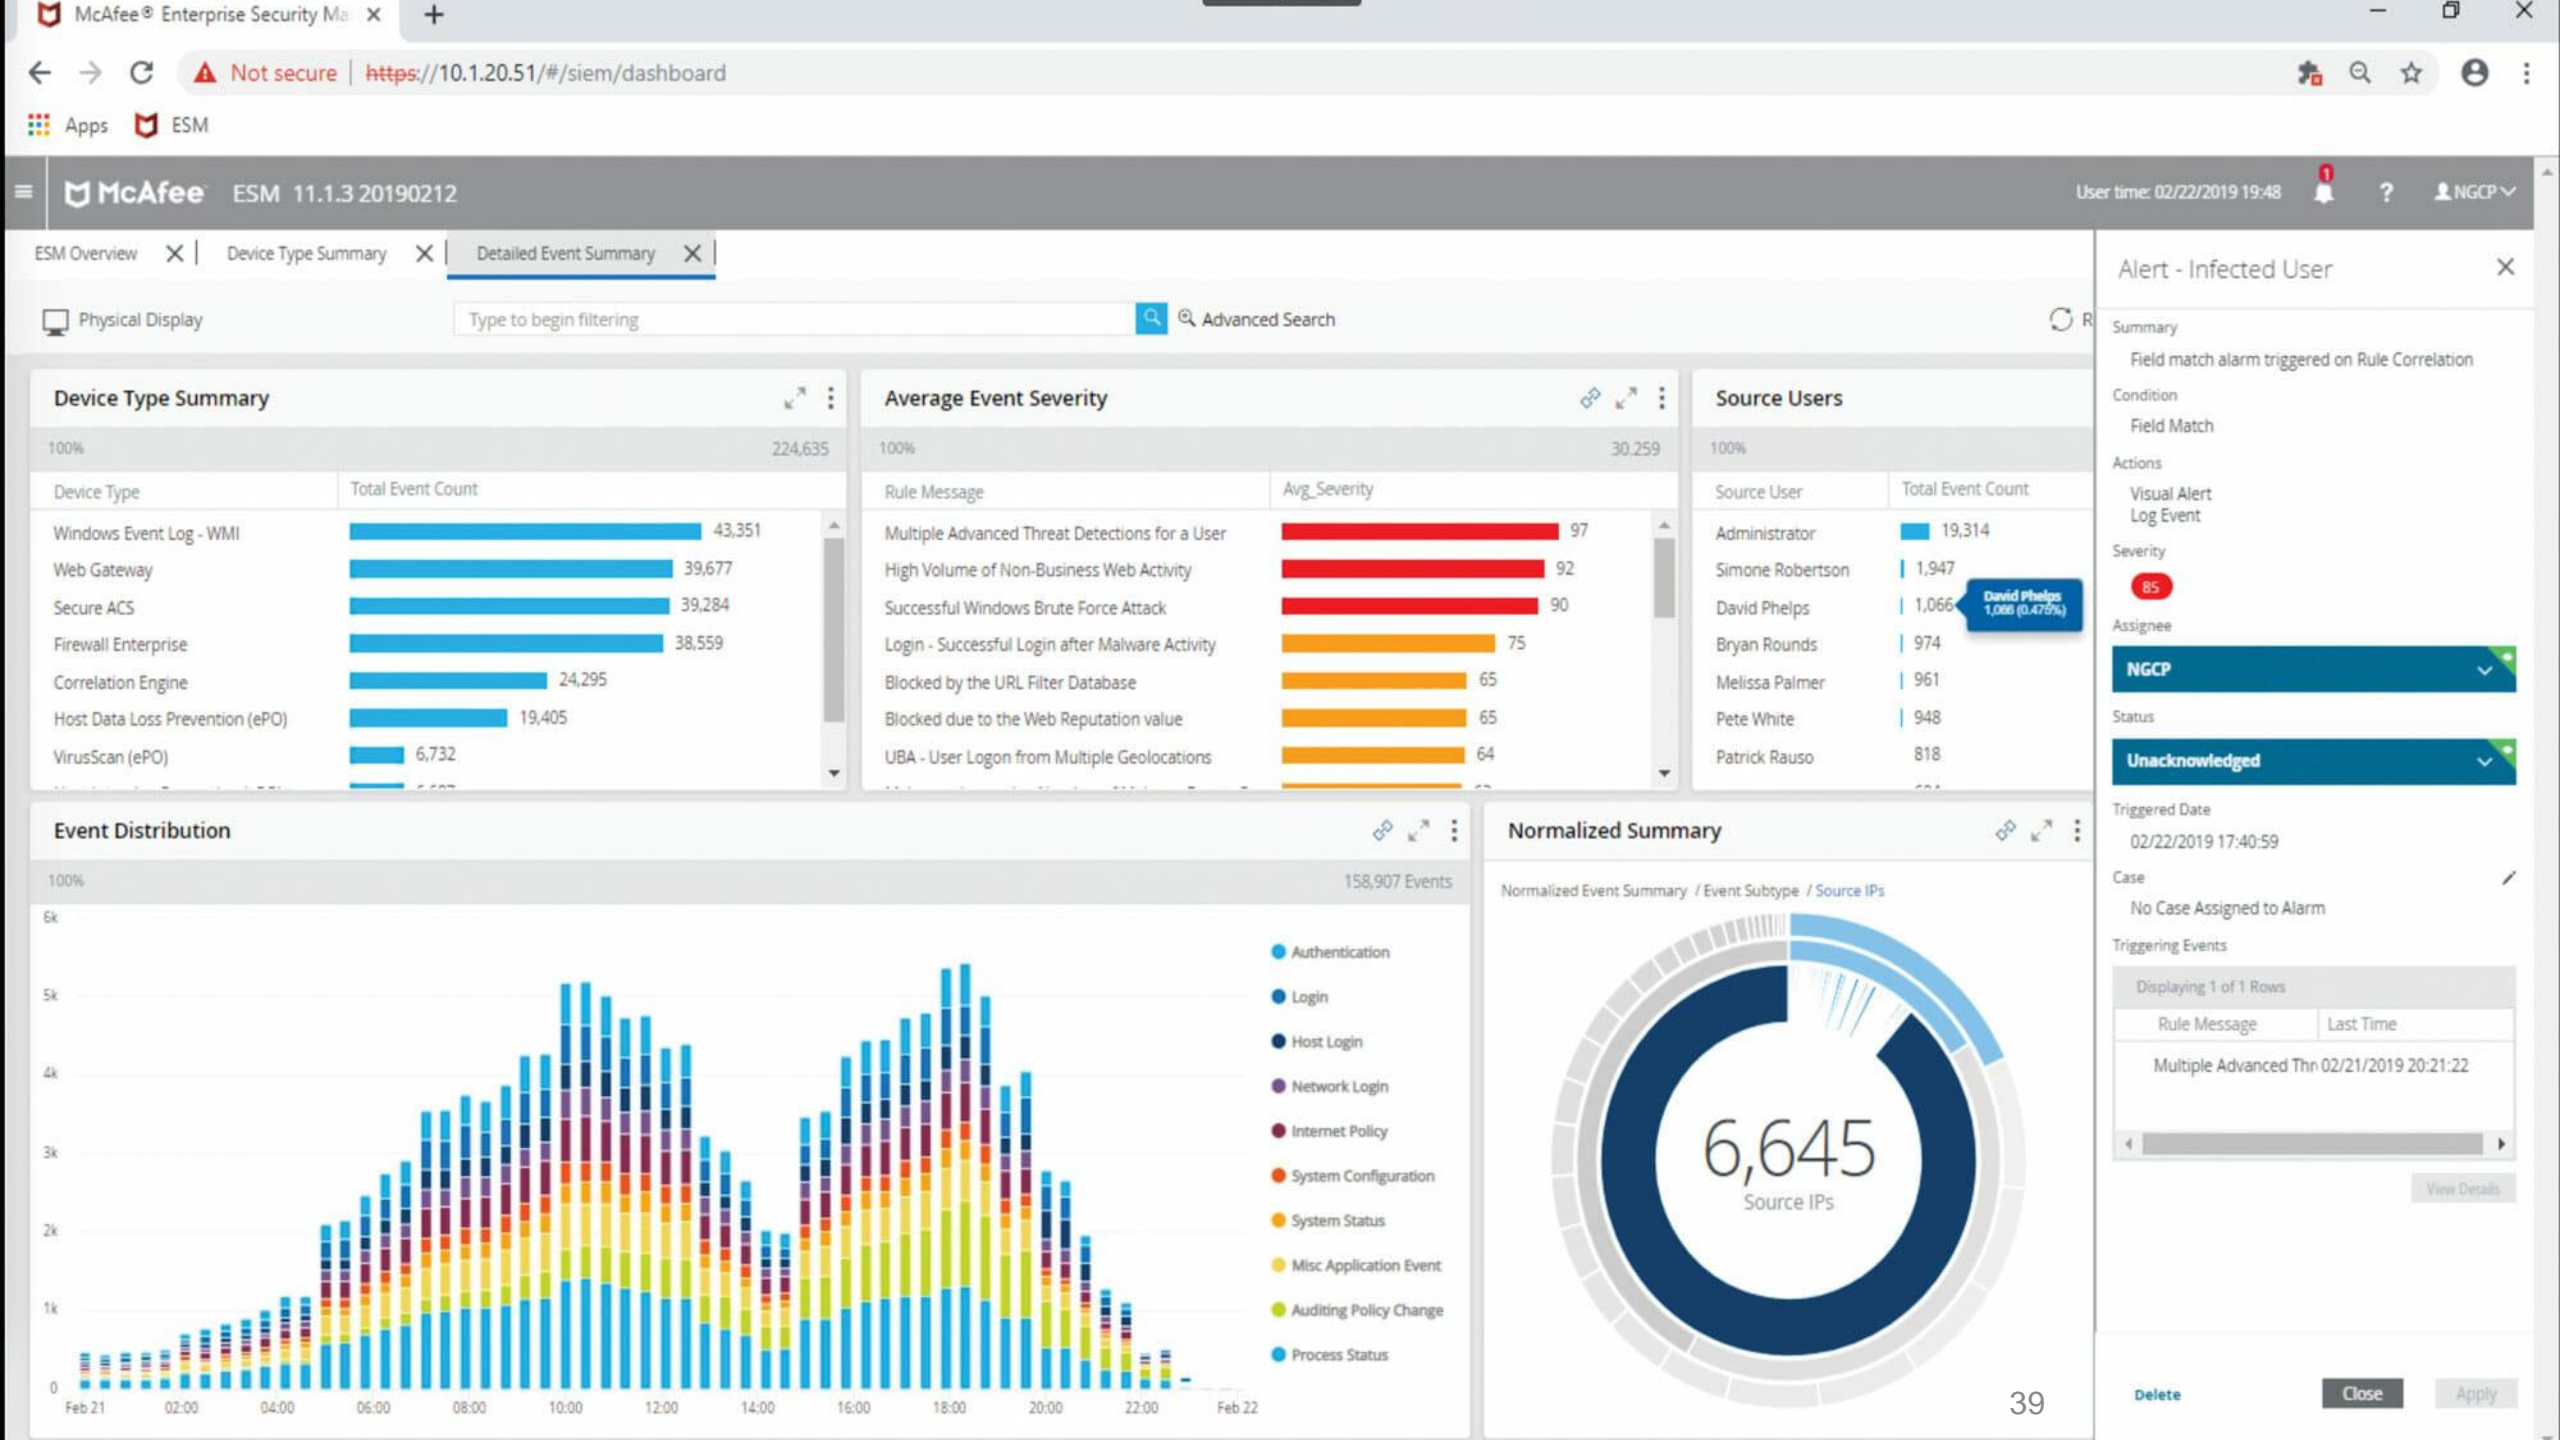 McAfee® Enterprise Security Ma
Not secure | https://10.1.20.51/#/siem/dashboard
Apps ESM
McAfee ESM 11.1.3 20190212
User time: 02/22/2019 19:48
1
? NGCP
ESM Overview
Device Type Summary
Detailed Event Summary
Physical Display
Type to begin filtering
Advanced Search
R
Device Type Summary
100% 224,635
Device Type Total Event Count
Windows Event Log - WMI 43,351
Web Gateway 39,677
Secure ACS 39,284
Firewall Enterprise 38,559
Correlation Engine 24,295
Host Data Loss Prevention (ePO) 19,405
VirusScan (ePO) 6,732
Average Event Severity
100% 30.259
Rule Message Avg_Severity
Multiple Advanced Threat Detections for a User 97
High Volume of Non-Business Web Activity 92
Successful Windows Brute Force Attack 90
Login - Successful Login after Malware Activity 75
Blocked by the URL Filter Database 65
Blocked due to the Web Reputation value 65
UBA - User Logon from Multiple Geolocations 64
Source Users
100%
Source User Total Event Count
Administrator 19,314
Simone Robertson 1,947
David Phelps 1,066
David Phelps
1,066 (0.475%)
Bryan Rounds 974
Melissa Palmer 961
Pete White 948
Patrick Rauso 818
Event Distribution
100% 158,907 Events
6k
5k
4k
3k
2k
1k
0
Feb 21 02:00 04:00 06:00 08:00 10:00 12:00 14:00 16:00 18:00 20:00 22:00 Feb 22
Authentication
Login
Host Login
Network Login
Internet Policy
System Configuration
System Status
Misc Application Event
Auditing Policy Change
Process Status
Normalized Summary
Normalized Event Summary / Event Subtype / Source IPs
6,645
Source IPs
39
Alert - Infected User
Summary
Field match alarm triggered on Rule Correlation
Condition
Field Match
Actions
Visual Alert
Log Event
Severity
85
Assignee
NGCP
Status
Unacknowledged
Triggered Date
02/22/2019 17:40:59
Case
No Case Assigned to Alarm
Triggering Events
Displaying 1 of 1 Rows
Rule Message Last Time
Multiple Advanced Thr 02/21/2019 20:21:22
View Details
Delete Close Apply